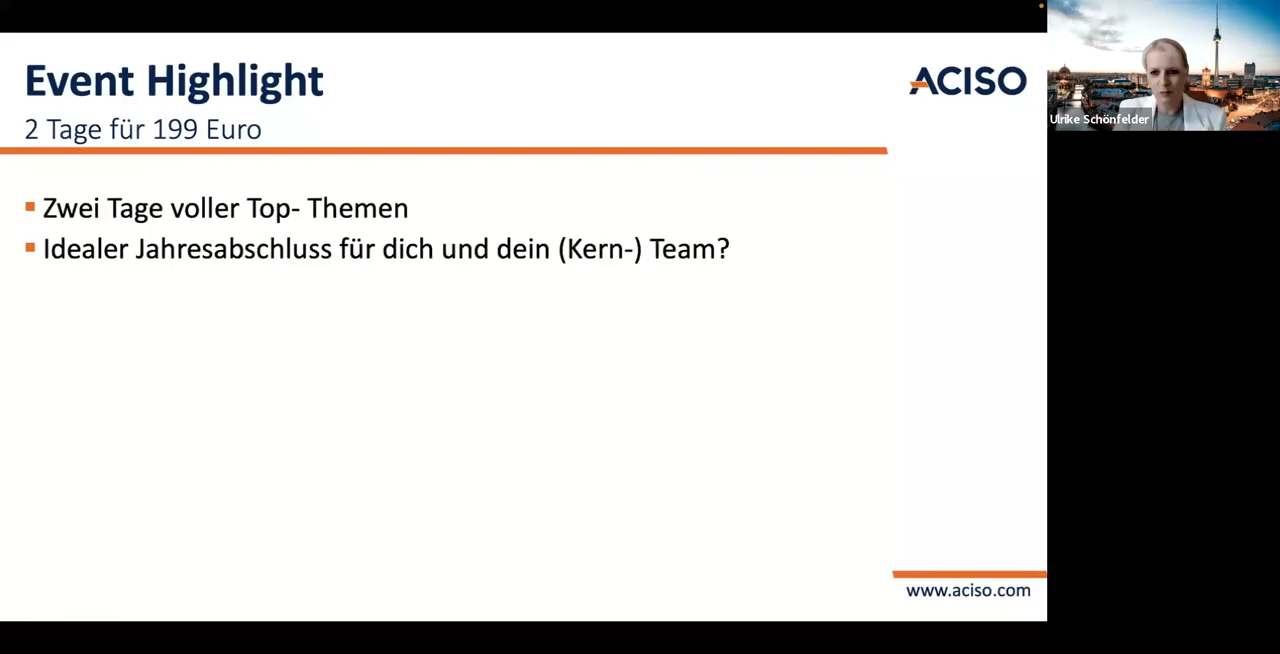 Event Highlight
2 Tage für 199 Euro
ACISO
Ulrike Schönfelder
Zwei Tage voller Top- Themen
Idealer Jahresabschluss für dich und dein (Kern-) Team?
www.aciso.com